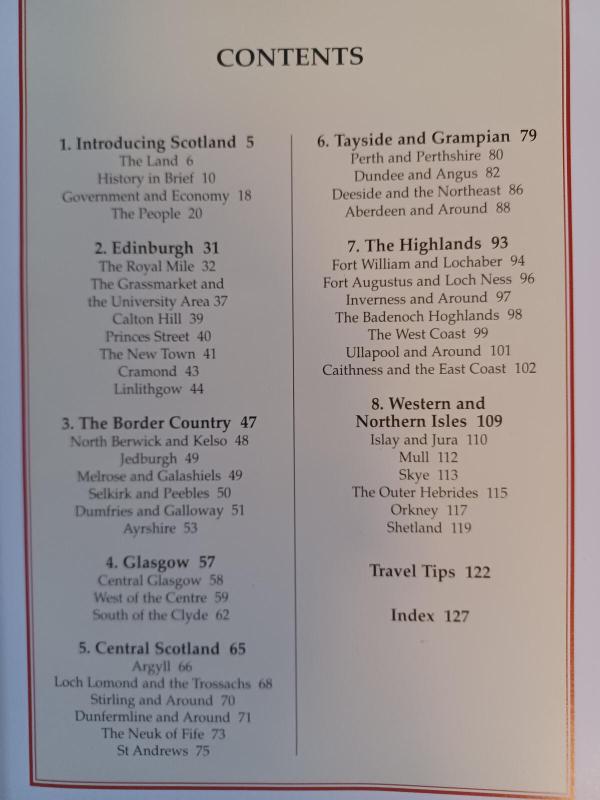 CONTENTS
1. Introducing Scotland 5
The Land 6
History in Brief 10
Government and Economy 18
The People 20
2. Edinburgh 31
The Royal Mile 32
The Grassmarket and
the University Area 37
Calton Hill 39
Princes Street 40
The New Town 41
Cramond 43
Linlithgow 44
3. The Border Country 47
North Berwick and Kelso 48
Jedburgh 49
Melrose and Galashiels 49
Selkirk and Peebles 50
Dumfries and Galloway 51
Ayrshire 53
4. Glasgow 57
Central Glasgow 58
West of the Centre 59
South of the Clyde 62
5. Central Scotland 65
Argyll 66
Loch Lomond and the Trossachs 68
Stirling and Around 70
Dunfermline and Around 71
The Neuk of Fife 73
St Andrews 75
6. Tayside and Grampian 79
Perth and Perthshire 80
Dundee and Angus 82
Deeside and the Northeast 86
Aberdeen and Around 88
7. The Highlands 93
Fort William and Lochaber 94
Fort Augustus and Loch Ness 96
Inverness and Around 97
The Badenoch Hoghlands 98
The West Coast 99
Ullapool and Around 101
Caithness and the East Coast 102
8. Western and
Northern Isles 109
Islay and Jura 110
Mull 112
Skye 113
The Outer Hebrides 115
Orkney 117
Shetland 119
Travel Tips 122
Index 127